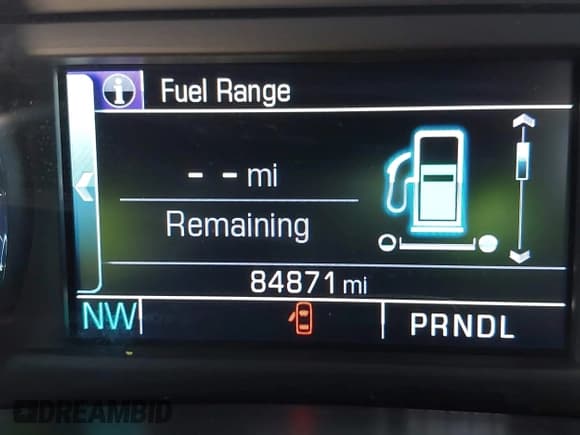 i Fuel Range
- - mi
Remaining
84871 mi
NW PRNDL
DREAMBID